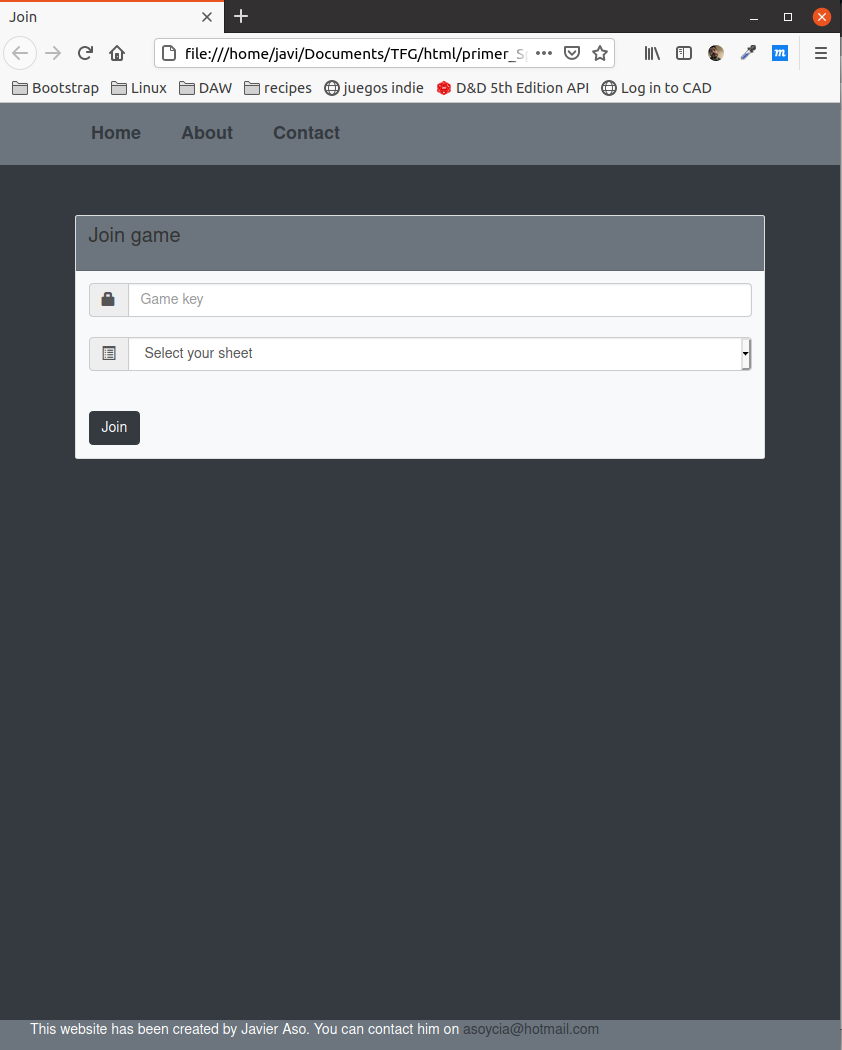 Join
file:///home/javi/Documents/TFG/html/primer_S
Bootstrap Linux DAW recipes juegos indie D&D 5th Edition API Log in to CAD
Home About Contact
Join game
Game key
Select your sheet
Join
This website has been created by Javier Aso. You can contact him on asoycia@hotmail.com